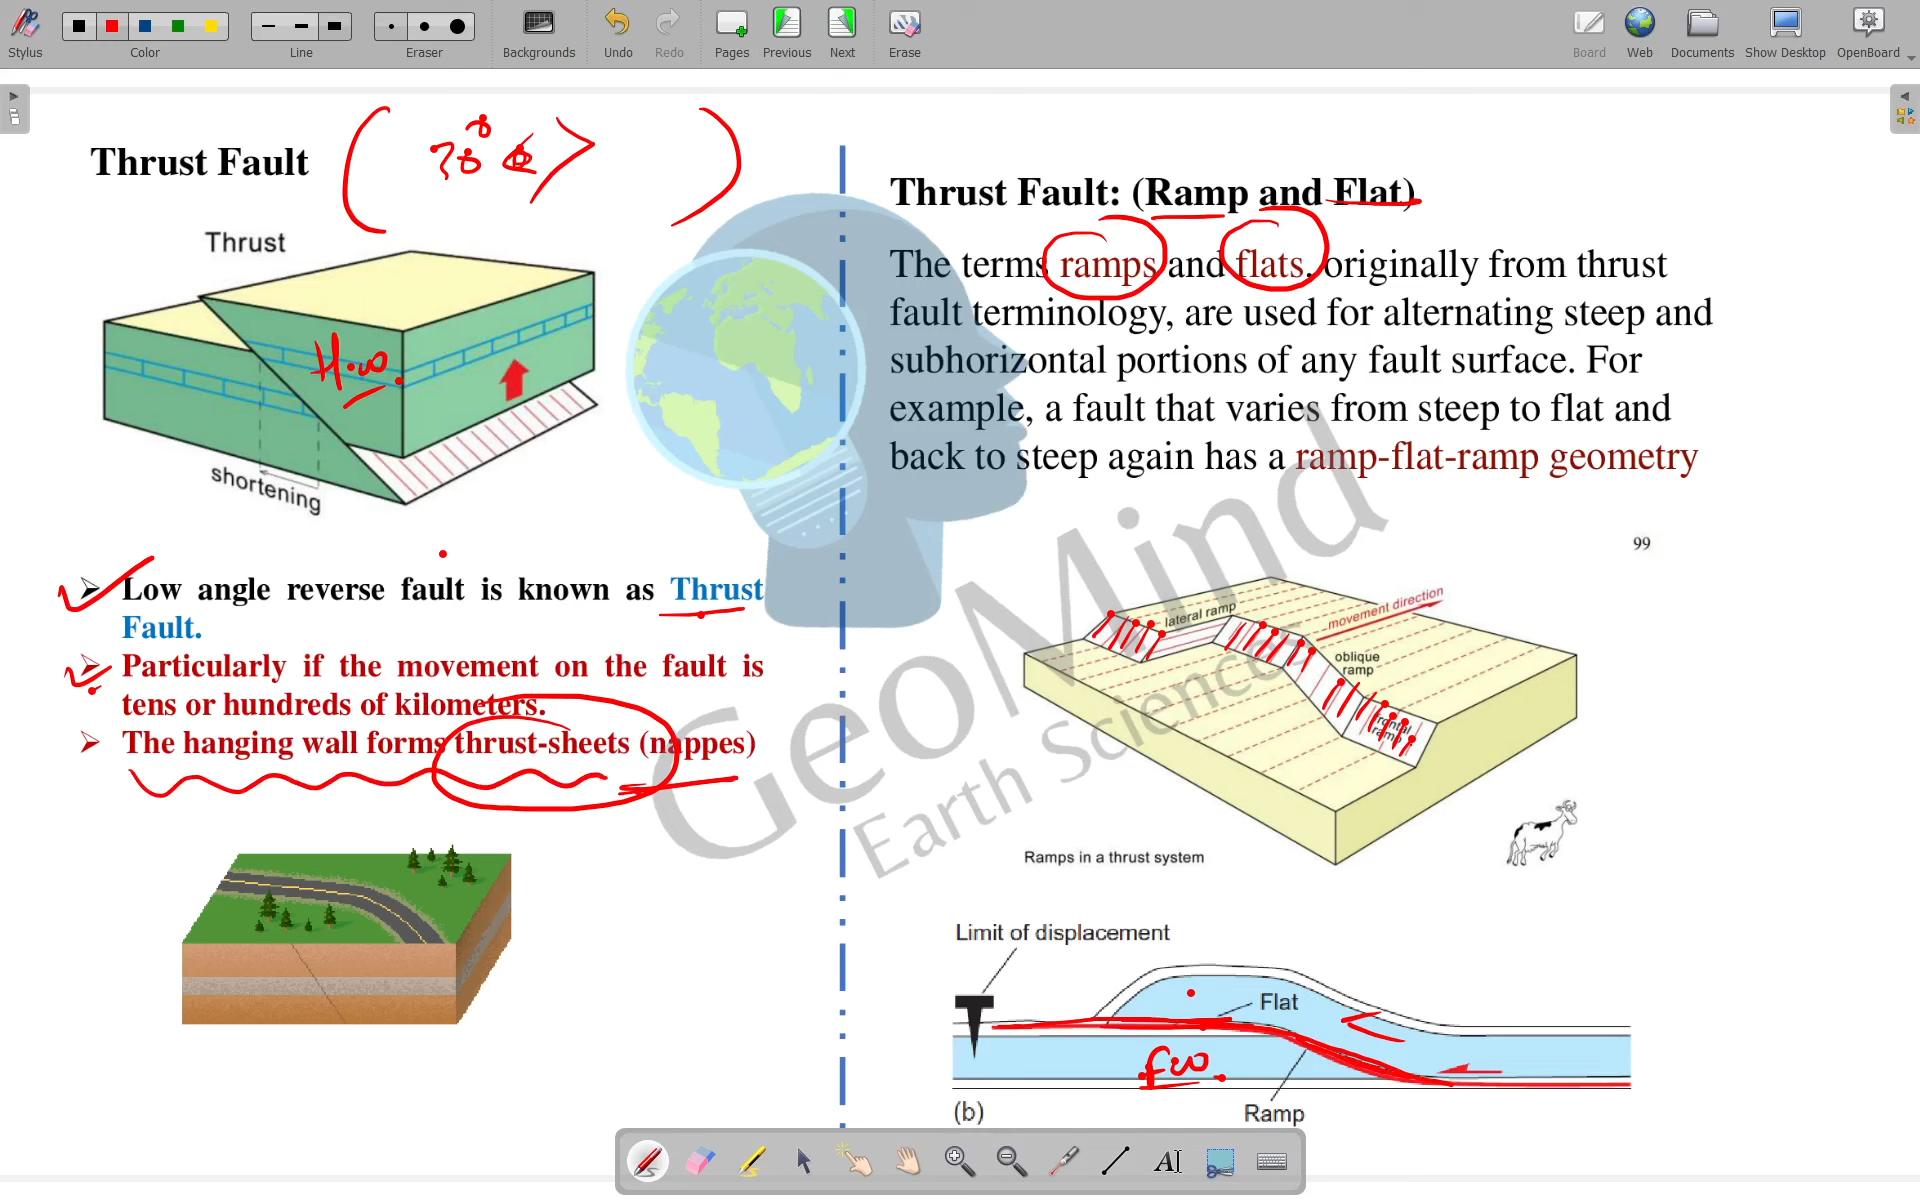 Stylus
Color
Line
Eraser
Backgrounds
Undo
Redo
Pages
Previous
Next
Erase
Board
Web
Documents
Show Desktop
OpenBoard
Thrust Fault
Thrust
H.W.
shortening
Low angle reverse fault is known as Thrust
Fault.
Particularly if the movement on the fault is
tens or hundreds of kilometers.
The hanging wall forms thrust-sheets (nappes)
Thrust Fault: (Ramp and Flat)
The terms ramps and flats, originally from thrust
fault terminology, are used for alternating steep and
subhorizontal portions of any fault surface. For
example, a fault that varies from steep to flat and
back to steep again has a ramp-flat-ramp geometry
99
GeoMind
Earth Science
lateral ramp
movement direction
oblique
ramp
frontal
ramp
Ramps in a thrust system
Limit of displacement
Flat
FW
Ramp
(b)